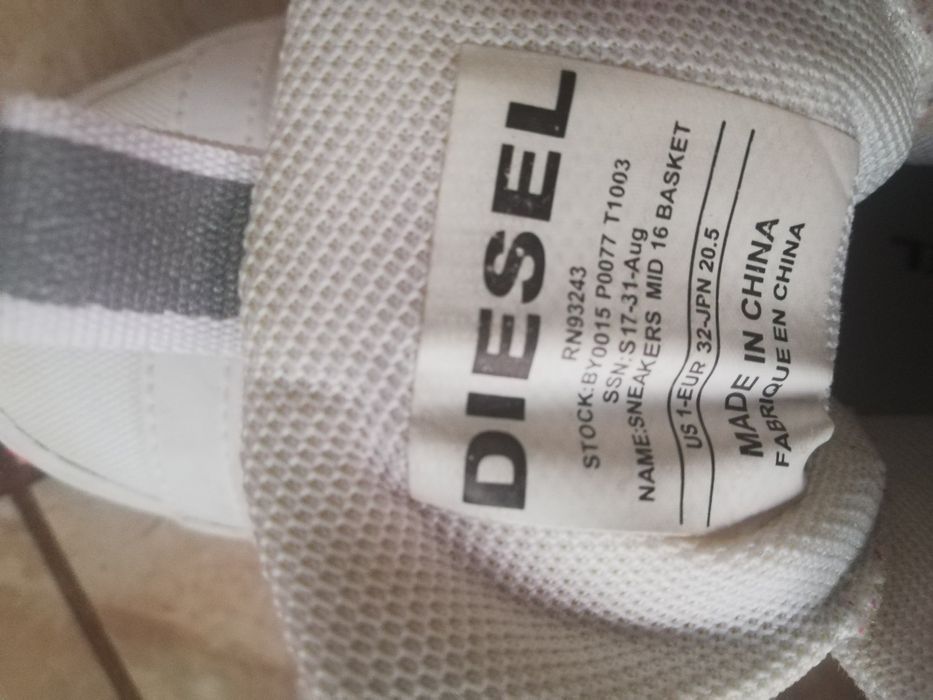 DIESEL
RN93243
STOCK:BY0015 P0077 T1003
SSN:S17-31-Aug
NAME:SNEAKERS MID 16 BASKET
US 1-EUR 32-JPN 20.5
MADE IN CHINA
FABRIQUE EN CHINA